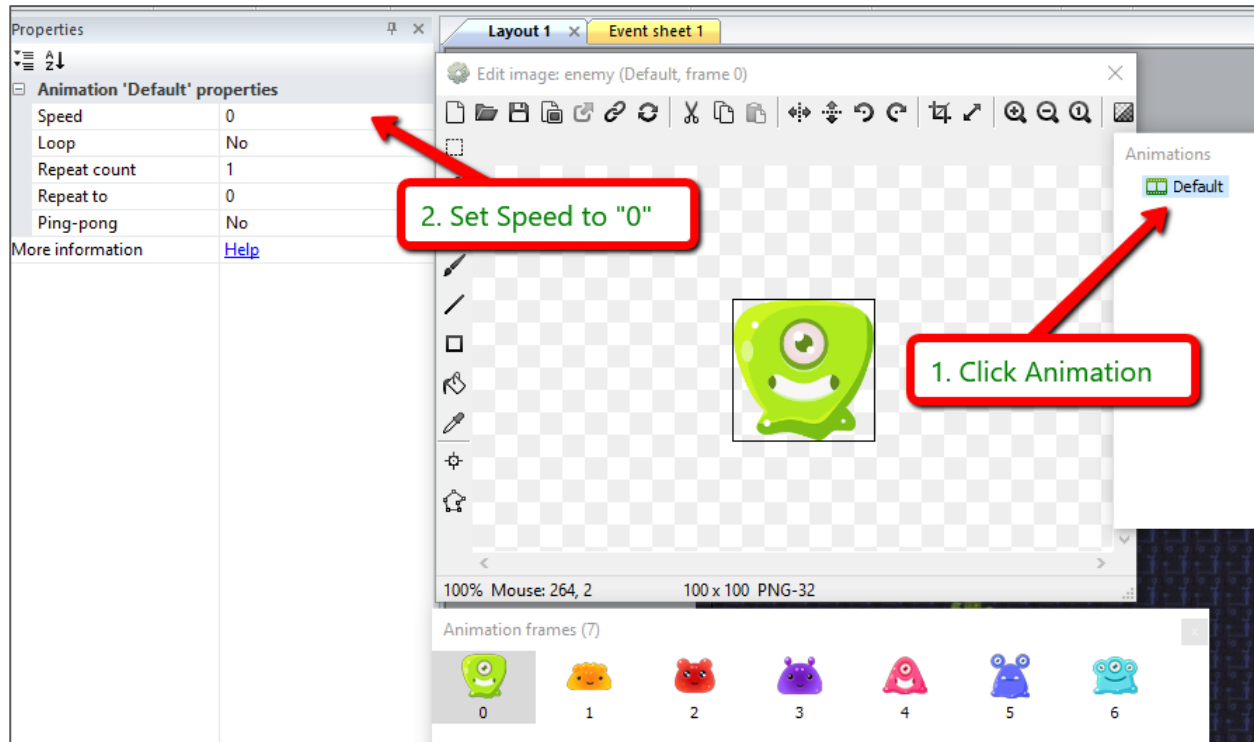 Properties
Animation 'Default' properties
Speed 0
Loop No
Repeat count 1
Repeat to 0
Ping-pong No
More information Help
Layout 1
Event sheet 1
Edit image: enemy (Default, frame 0)
Animations
Default
2. Set Speed to "0"
1. Click Animation
100% Mouse: 264, 2 100 x 100 PNG-32
Animation frames (7)
0 1 2 3 4 5 6